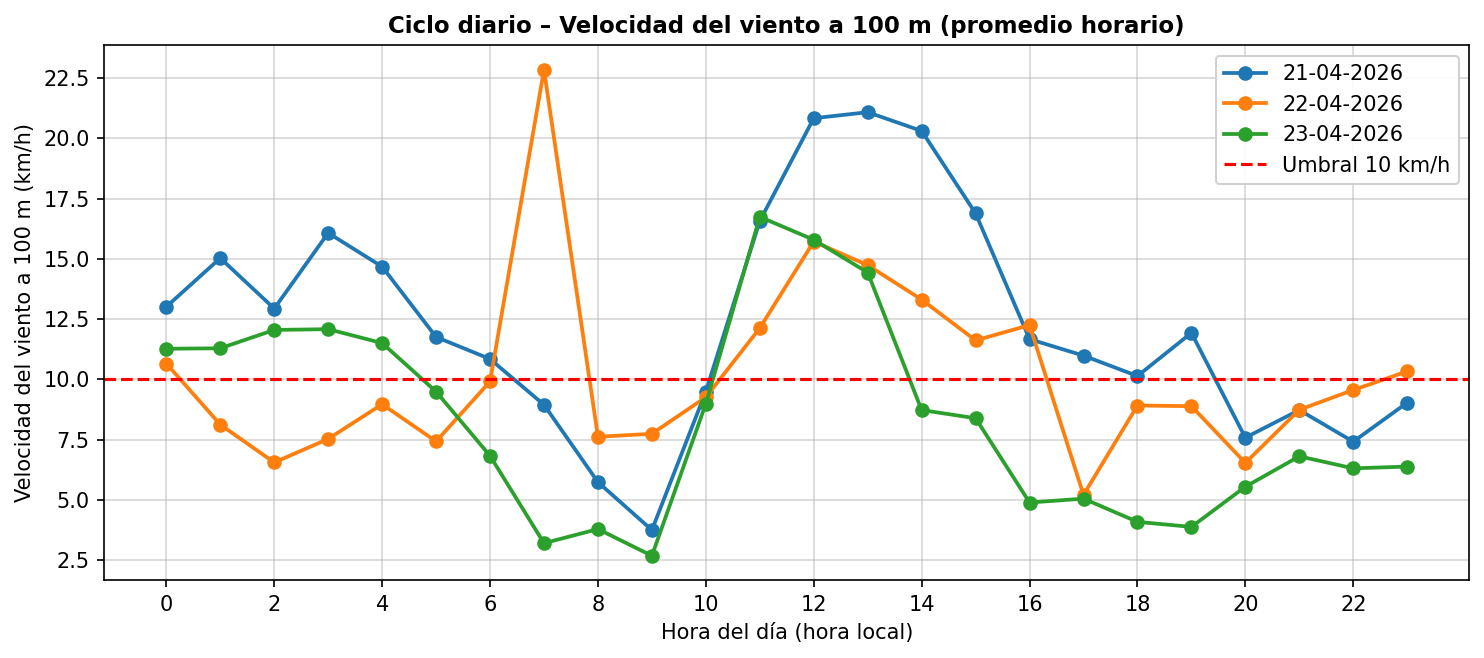 Ciclo diario – Velocidad del viento a 100 m (promedio horario)
Velocidad del viento a 100 m (km/h)
22.5
20.0
17.5
15.0
12.5
10.0
7.5
5.0
2.5
21-04-2026
22-04-2026
23-04-2026
Umbral 10 km/h
0 2 4 6 8 10 12 14 16 18 20 22
Hora del día (hora local)